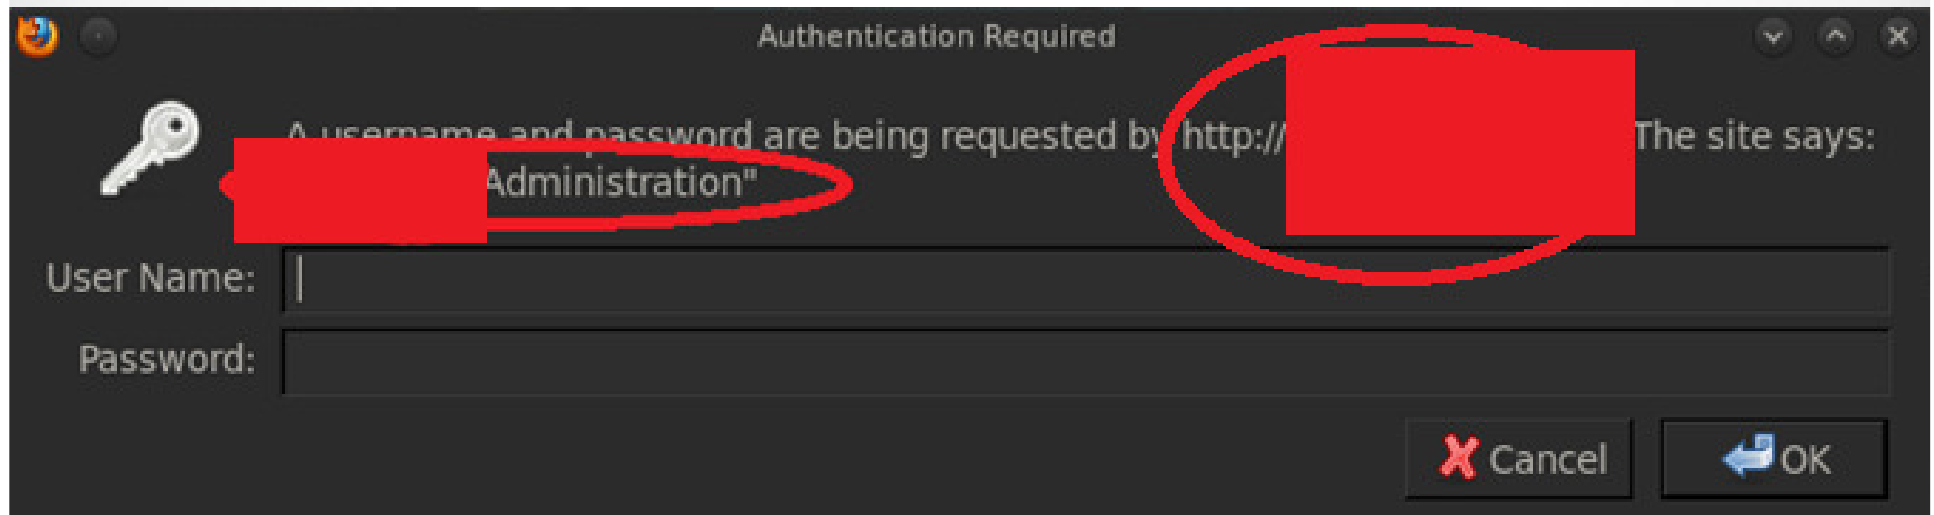 Authentication Required
A username and password are being requested by http:// The site says:
Administration"
User Name:
Password:
Cancel
OK